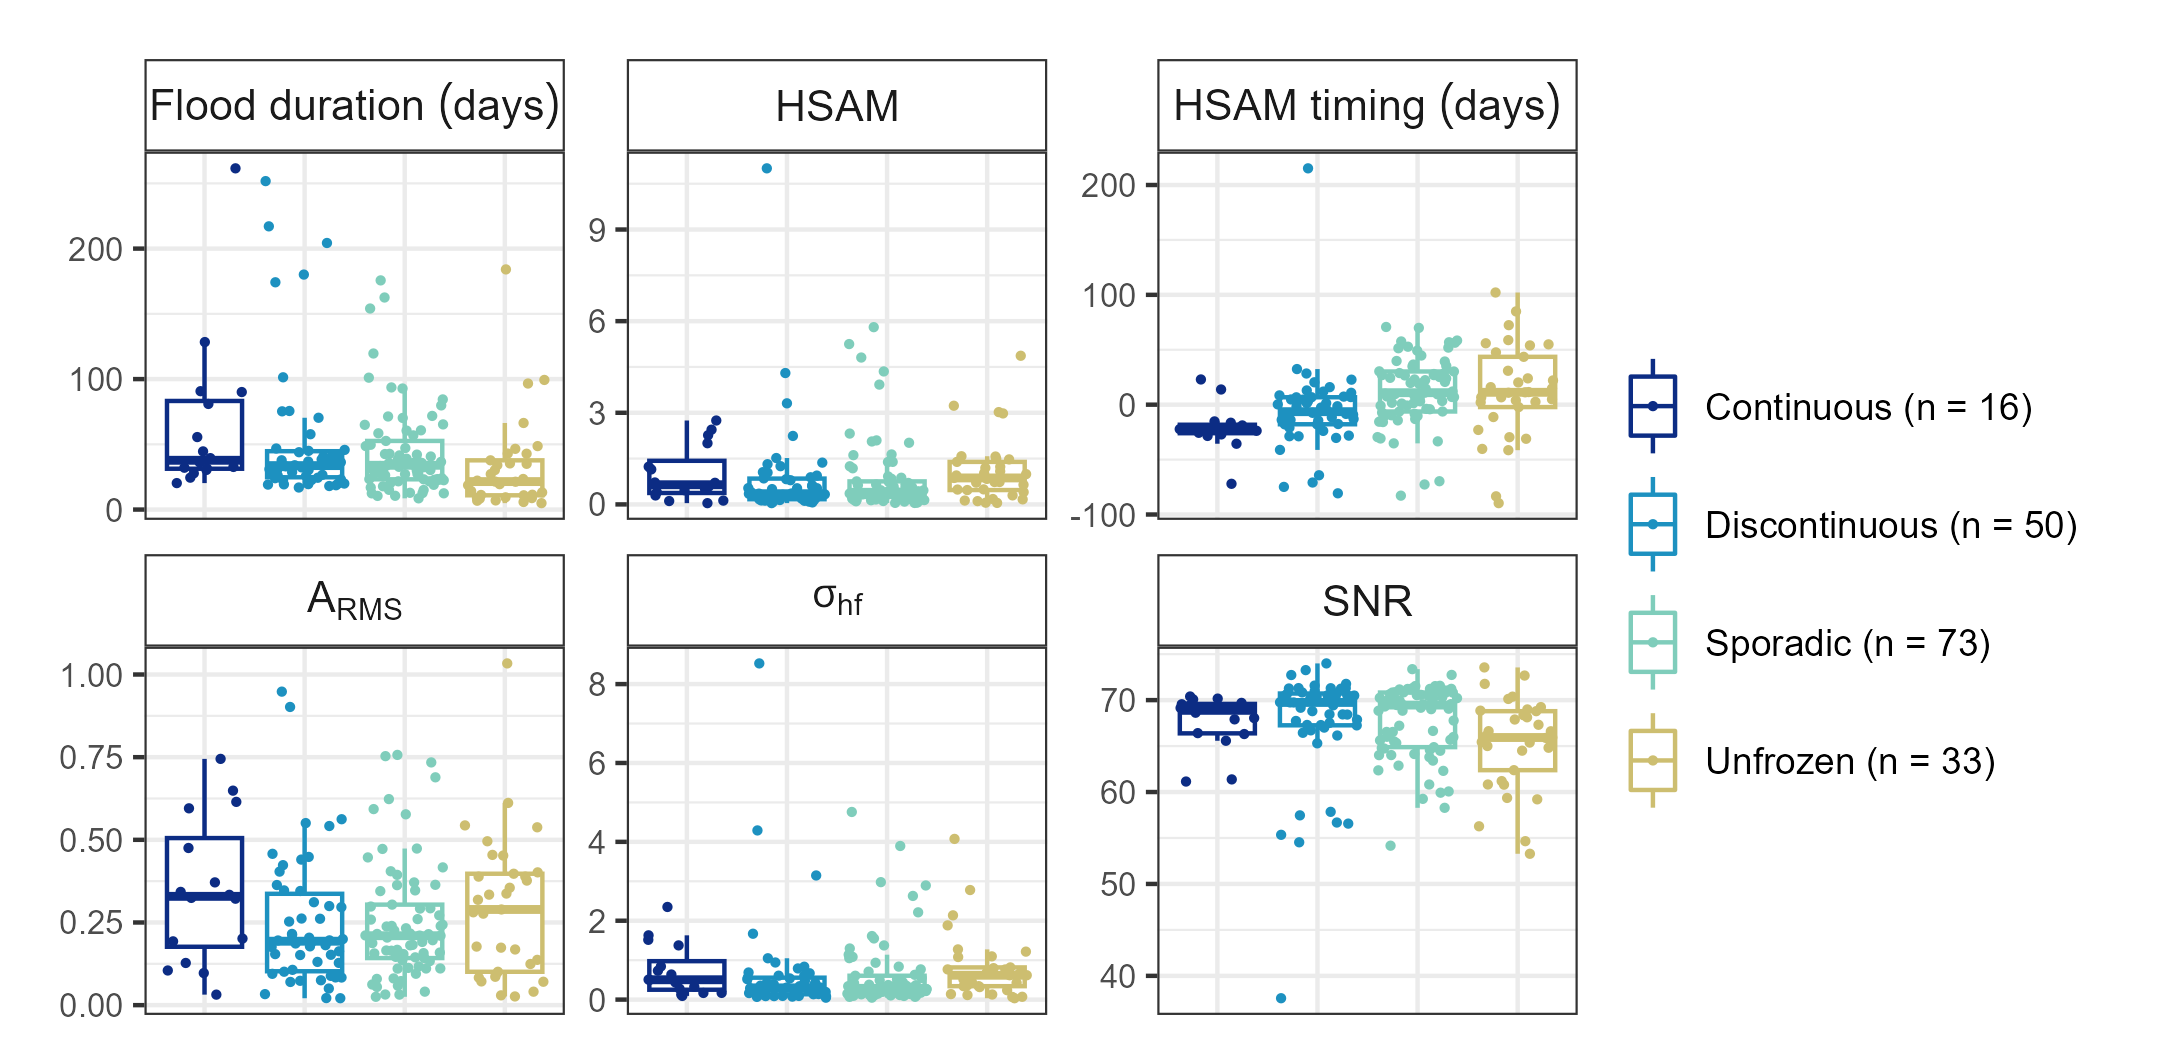 Flood duration (days)
HSAM
HSAM timing (days)
200
100
0
9
6
3
0
200
100
0
-100
A_RMS
σ_hf
SNR
1.00
0.75
0.50
0.25
0.00
8
6
4
2
0
70
60
50
40
Continuous (n = 16)
Discontinuous (n = 50)
Sporadic (n = 73)
Unfrozen (n = 33)